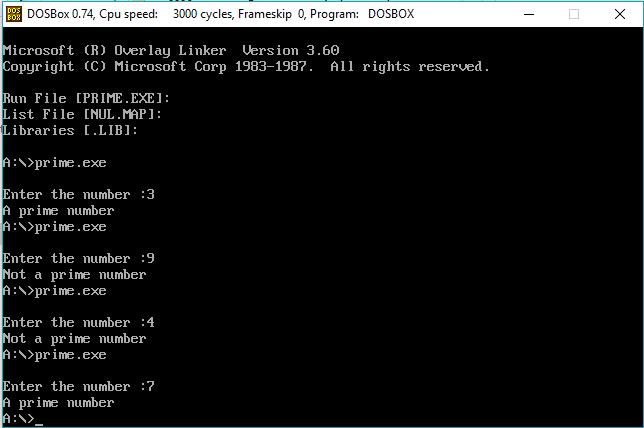 DOS BOX DOSBox 0.74, Cpu speed: 3000 cycles, Frameskip 0, Program: DOSBOX
Microsoft (R) Overlay Linker Version 3.60
Copyright (C) Microsoft Corp 1983-1987. All rights reserved.
Run File [PRIME.EXE]:
List File [NUL.MAP]:
Libraries [.LIB]:
A:\>prime.exe
Enter the number :3
A prime number
A:\>prime.exe
Enter the number :9
Not a prime number
A:\>prime.exe
Enter the number :4
Not a prime number
A:\>prime.exe
Enter the number :7
A prime number
A:\>_